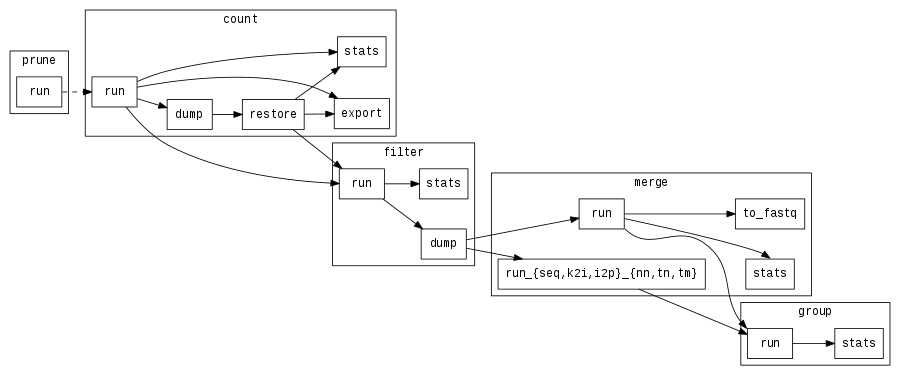 count
prune
stats
run
run
dump
restore
export
filter
run
stats
merge
run
to_fastq
dump
run_{seq,k2i,i2p}_{nn,tn,tm}
stats
group
run
stats